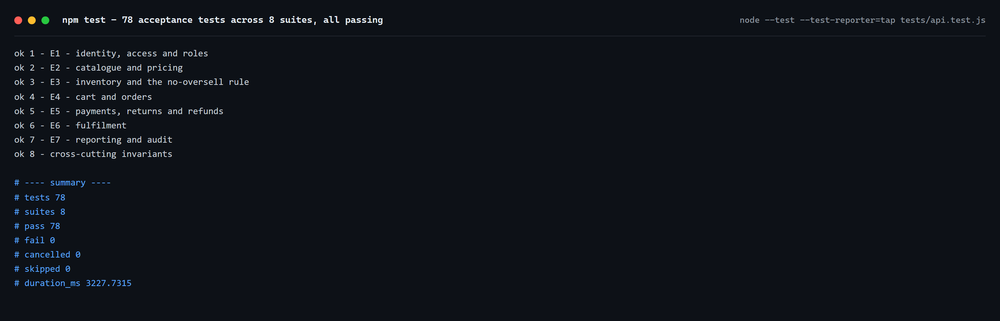 npm test – 78 acceptance tests across 8 suites, all passing
node --test --test-reporter=tap tests/api.test.js
ok 1 - E1 - identity, access and roles
ok 2 - E2 - catalogue and pricing
ok 3 - E3 - inventory and the no-oversell rule
ok 4 - E4 - cart and orders
ok 5 - E5 - payments, returns and refunds
ok 6 - E6 - fulfilment
ok 7 - E7 - reporting and audit
ok 8 - cross-cutting invariants
# ---- summary ----
# tests 78
# suites 8
# pass 78
# fail 0
# cancelled 0
# skipped 0
# duration_ms 3227.7315